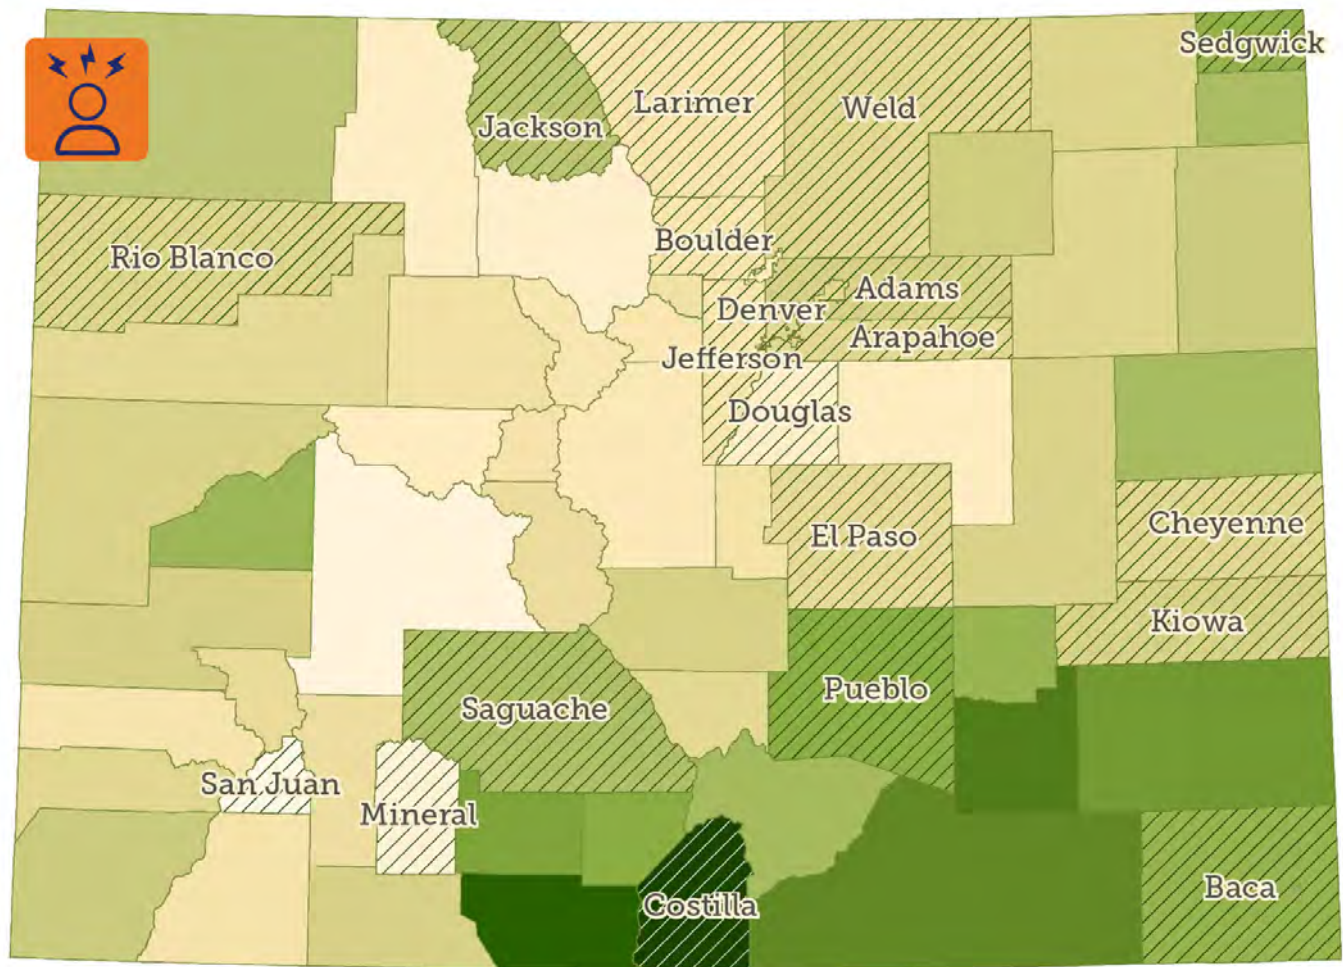 Sedgwick
Larimer
Weld
Jackson
Boulder
Rio Blanco
Adams
Denver
Arapahoe
Jefferson
Douglas
Cheyenne
El Paso
Kiowa
Pueblo
Saguache
San Juan
Mineral
Baca
Costilla